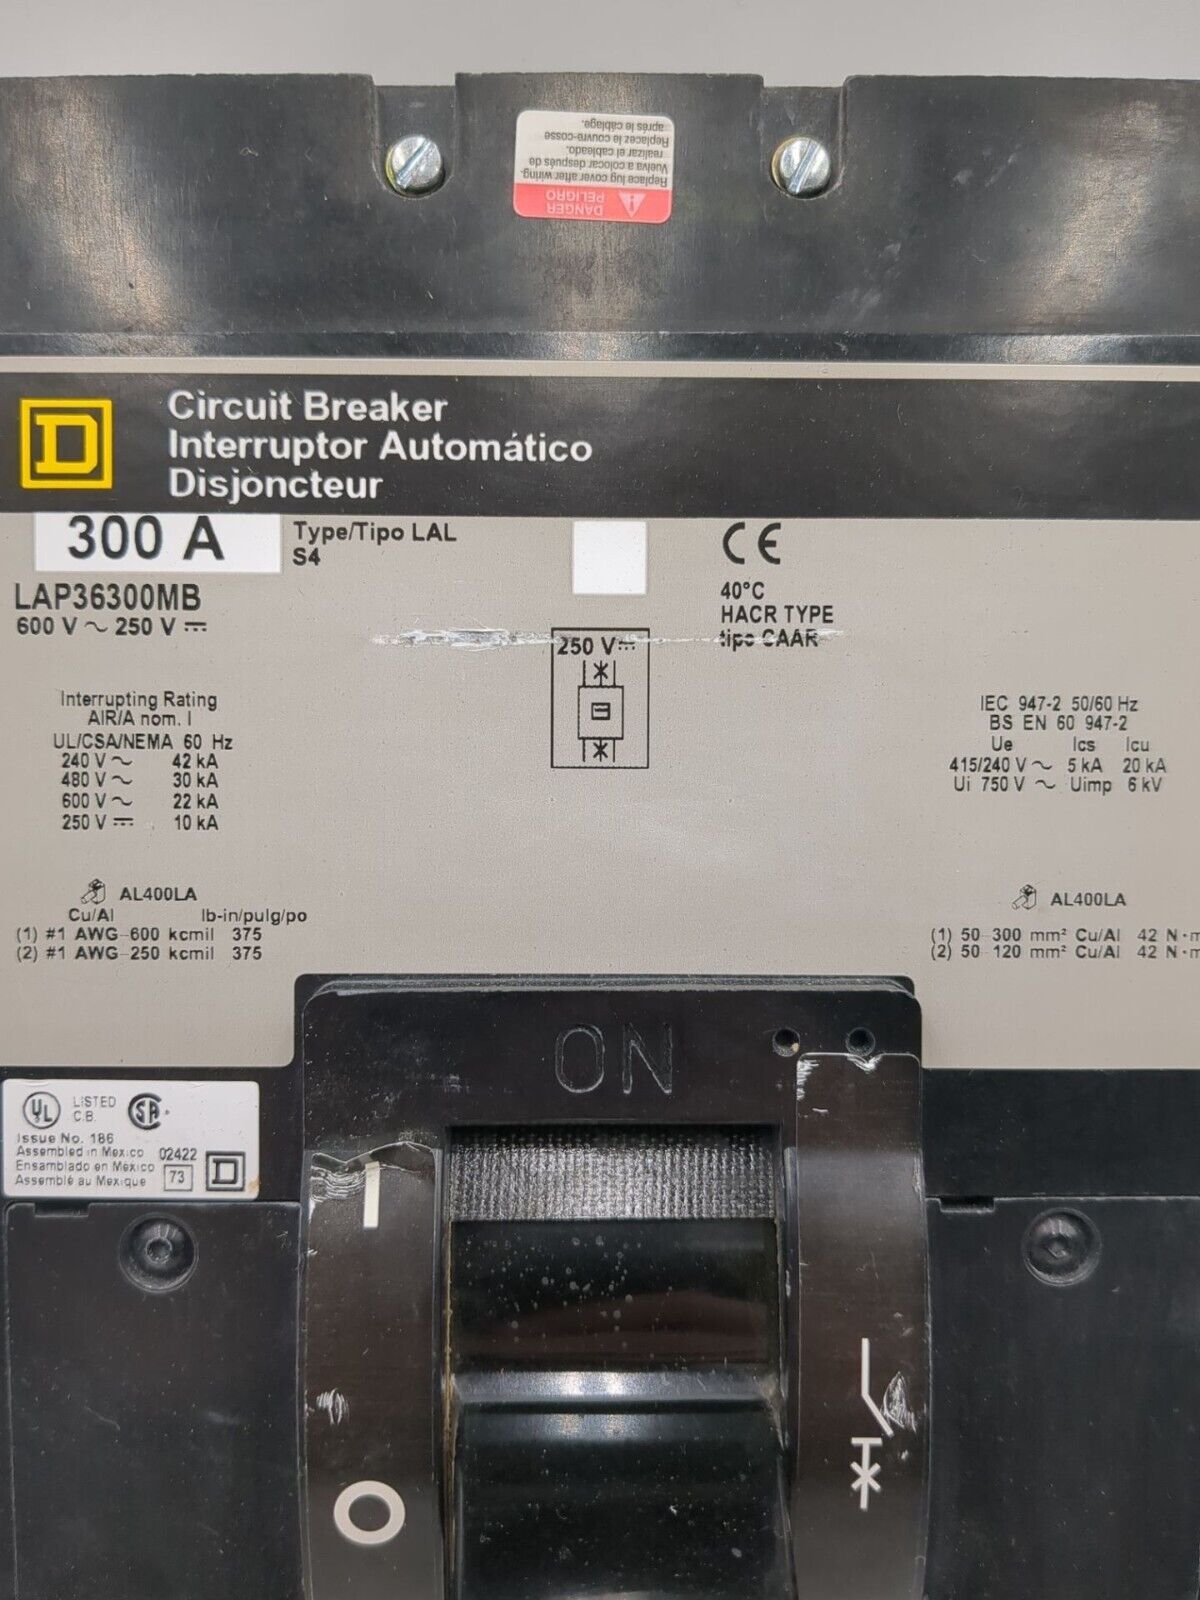 DANGER
PELIGRO
Replace lug cover after wiring.
Vuelva a colocar después de
realizar el cableado.
Replacez le couvre-cosse
aprés le câblage.
D
Circuit Breaker
Interruptor Automático
Disjoncteur
300 A
Type/Tipo LAL
S4
CE
LAP36300MB
600 V ~ 250 V ⎓
40°C
HACR TYPE
tipo CAAR
250 V⎓
Interrupting Rating
AIR/A nom. I
UL/CSA/NEMA 60 Hz
240 V ~ 42 kA
480 V ~ 30 kA
600 V ~ 22 kA
250 V ⎓ 10 kA
IEC 947-2 50/60 Hz
BS EN 60 947-2
Ue Ics Icu
415/240 V ~ 5 kA 20 kA
Ui 750 V ~ Uimp 6 kV
AL400LA
Cu/Al lb-in/pulg/po
(1) #1 AWG-600 kcmil 375
(2) #1 AWG-250 kcmil 375
AL400LA
(1) 50-300 mm² Cu/Al 42 N·m
(2) 50-120 mm² Cu/Al 42 N·m
ON
UL LISTED C.B. SA
Issue No. 186
Assembled in Mexico 02422
Ensamblado en México 73 D
Assemblé au Mexique
I
O